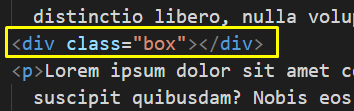 distinctio libero, nulla volup
<div class="box"></div>
<p>Lorem ipsum dolor sit amet co
suscipit quibusdam? Nobis eos